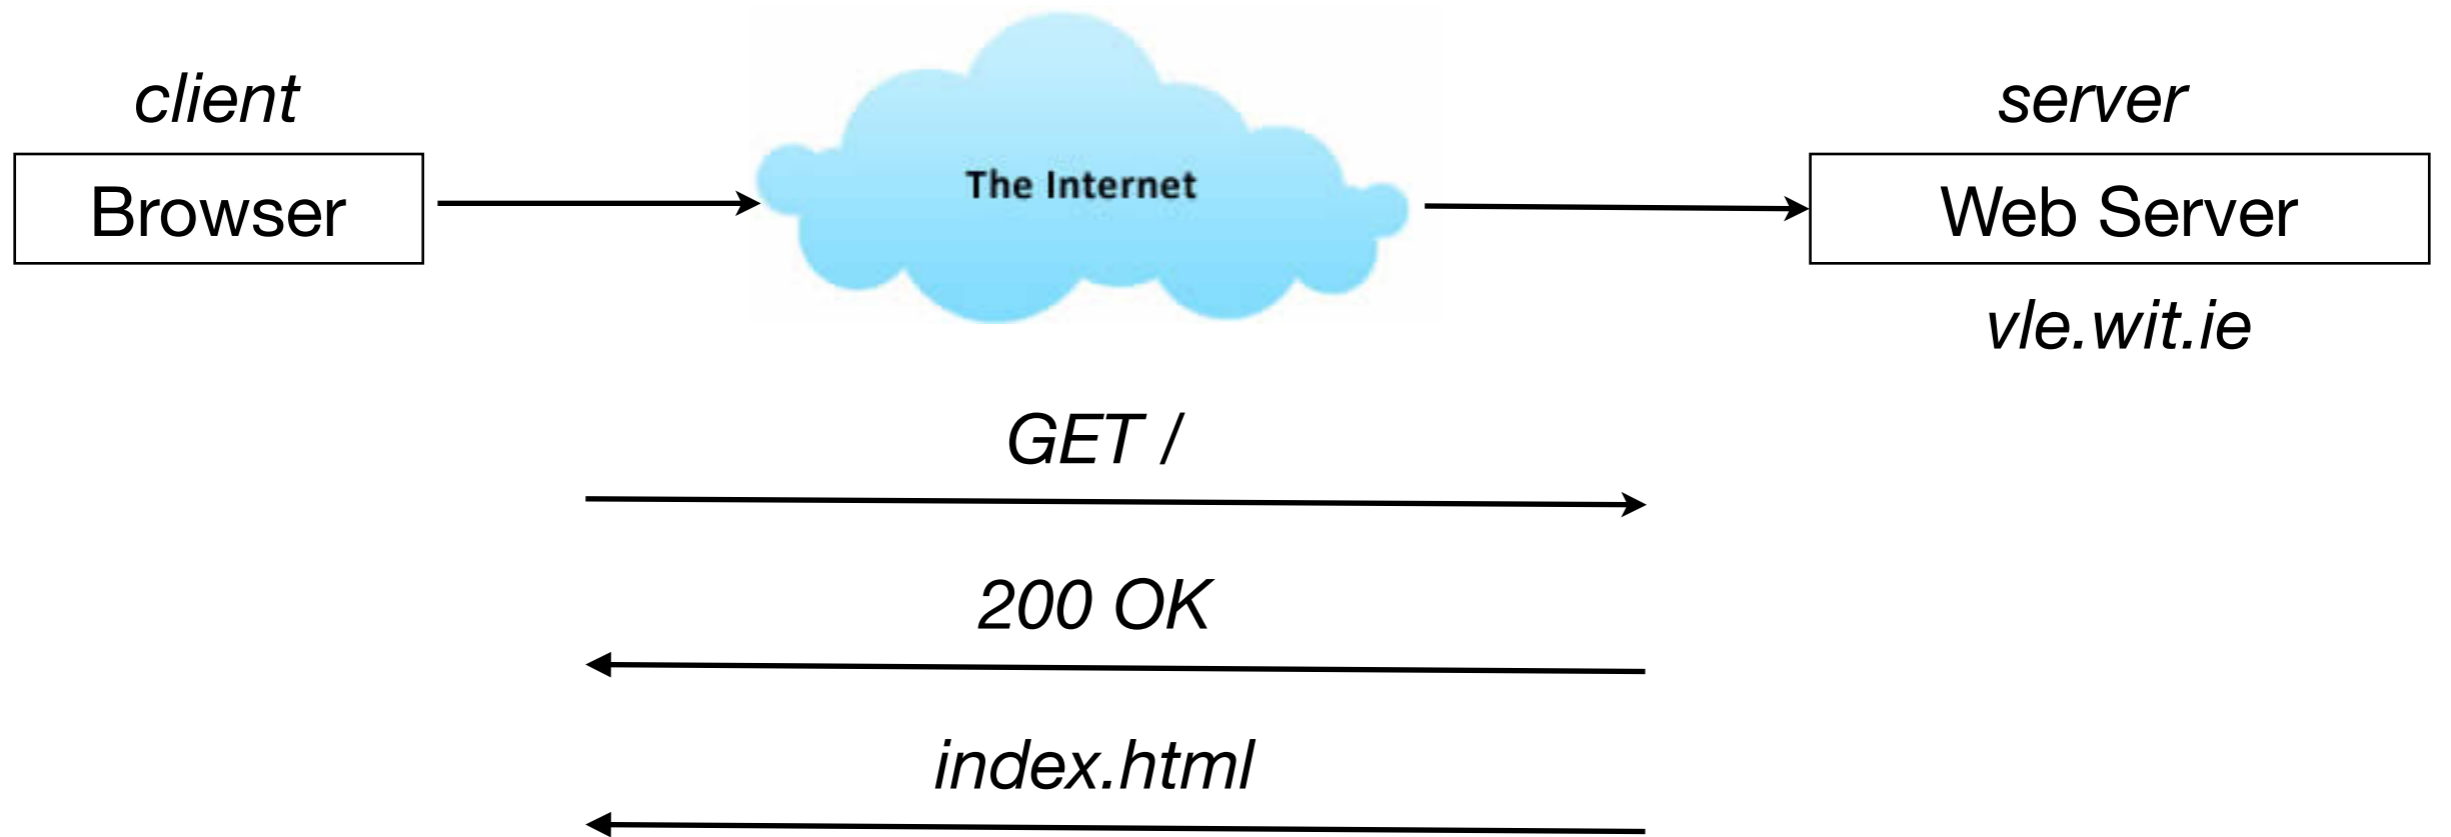 client
server
Browser
The Internet
Web Server
vle.wit.ie
GET /
200 OK
index.html